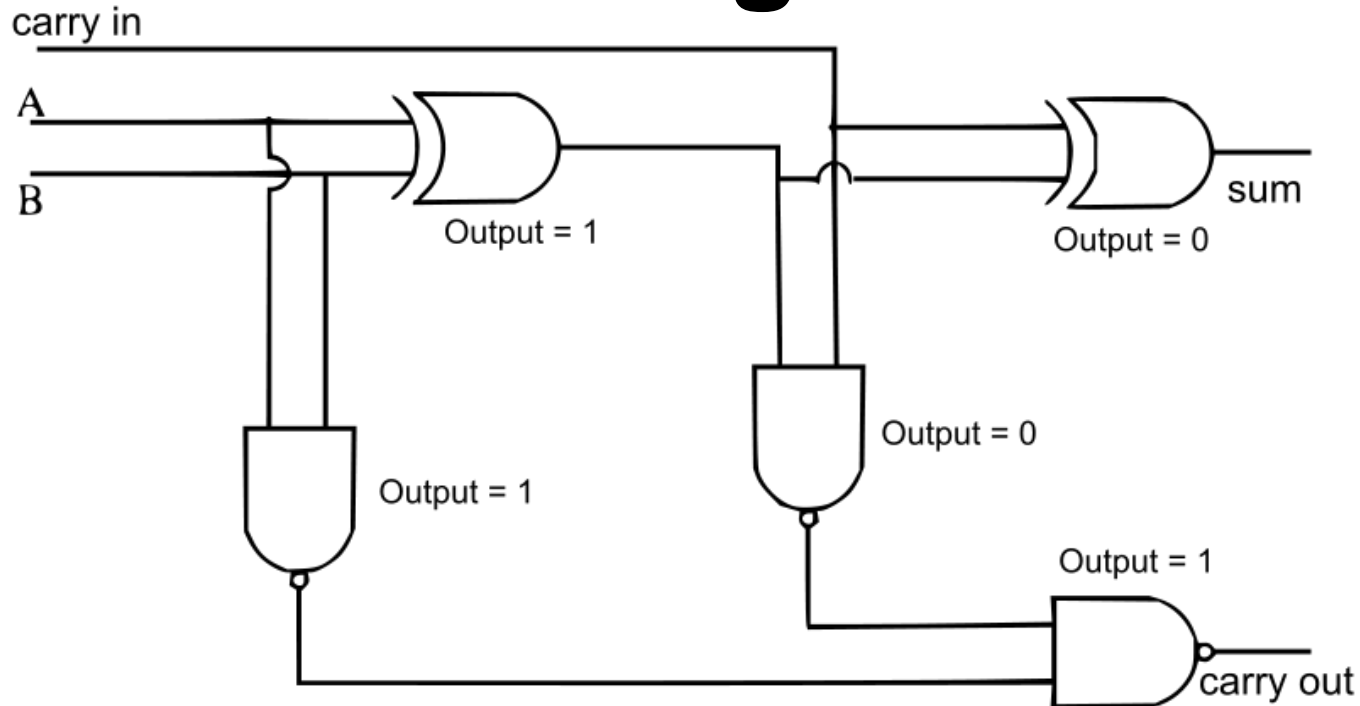 carry in
A
B
Output = 1
sum
Output = 0
Output = 0
Output = 1
Output = 1
carry out